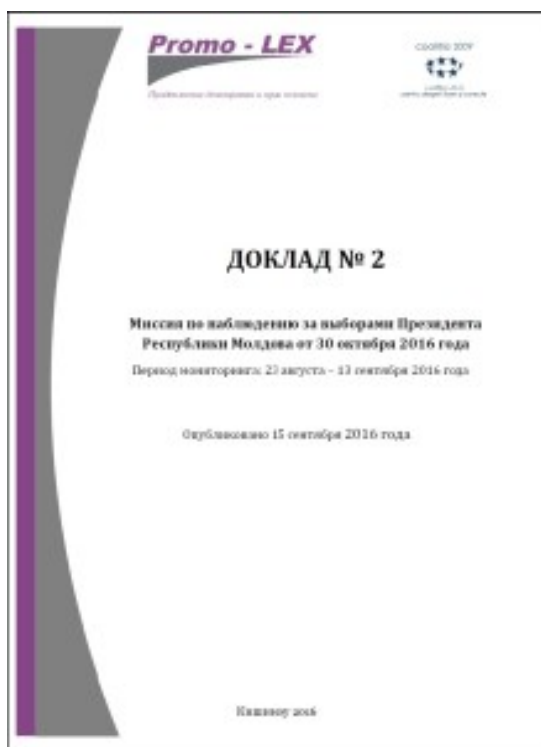 Promo - LEX
ДОКЛАД № 2
Миссия по наблюдению за выборами Президента
Республики Молдова от 30 октября 2016 года
Период мониторинга: 23 августа – 13 сентября 2016 года
Опубликовано 15 сентября 2016 года
Кишинэу 2016